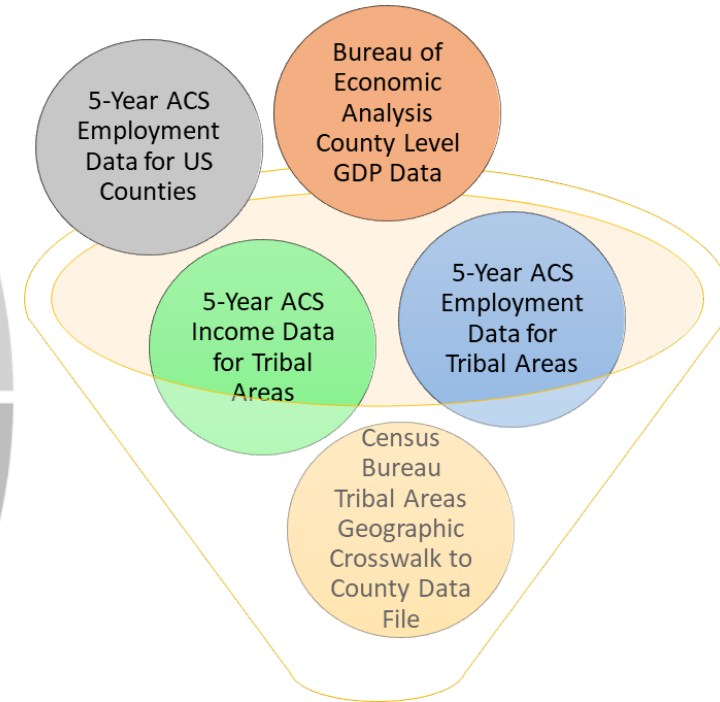 5-Year ACS
Employment
Data for US
Counties
Bureau of
Economic
Analysis
County Level
GDP Data
5-Year ACS
Income Data
for Tribal
Areas
5-Year ACS
Employment
Data for
Tribal Areas
Census
Bureau
Tribal Areas
Geographic
Crosswalk to
County Data
File